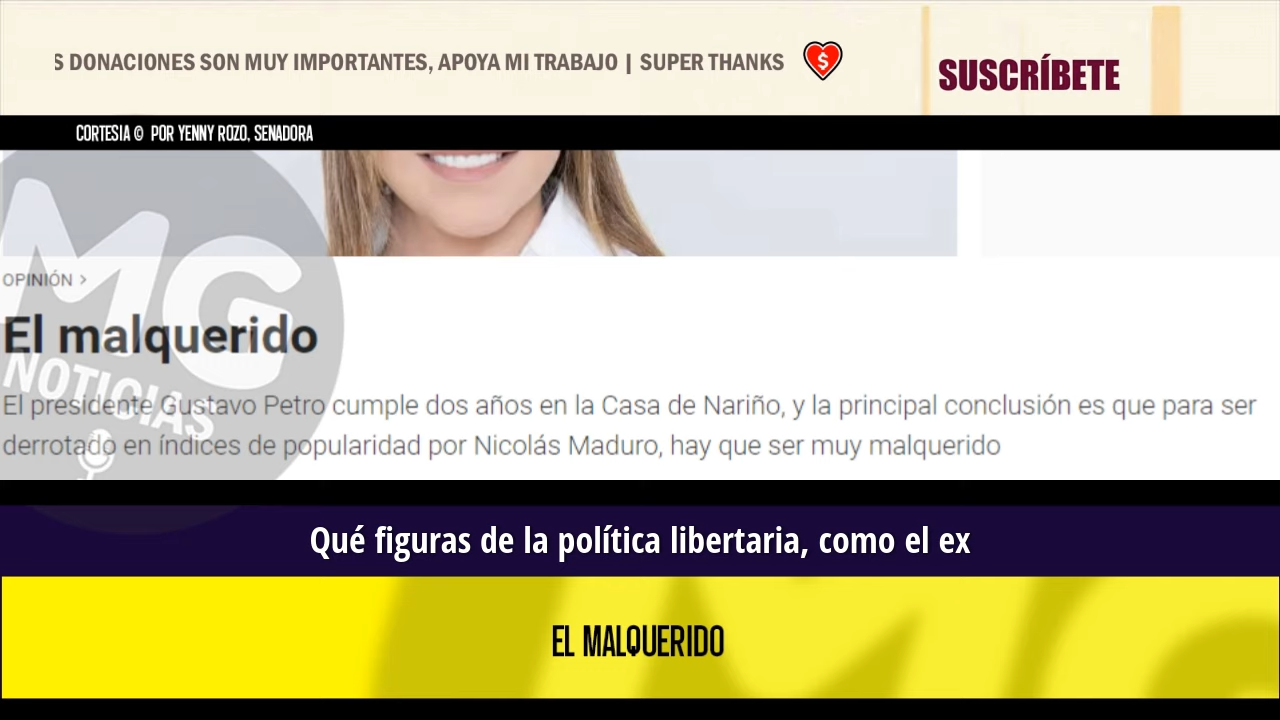 S DONACIONES SON MUY IMPORTANTES, APOYA MI TRABAJO | SUPER THANKS
$
SUSCRÍBETE
CORTESIA © POR YENNY ROZO, SENADORA
MG
NOTICIAS
OPINIÓN >
El malquerido
El presidente Gustavo Petro cumple dos años en la Casa de Nariño, y la principal conclusión es que para ser
derrotado en índices de popularidad por Nicolás Maduro, hay que ser muy malquerido
Qué figuras de la política libertaria, como el ex
EL MALQUERIDO